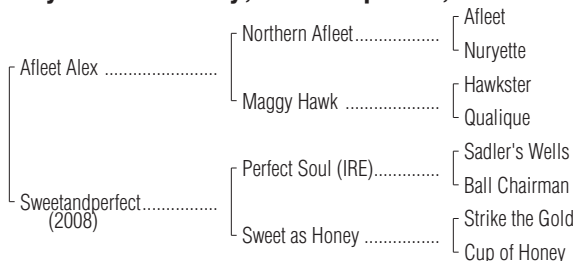 Afleet
Northern Afleet..................
Nuryette
Afleet Alex ........................
Hawkster
Maggy Hawk ....................
Qualique
Sadler's Wells
Perfect Soul (IRE)..............
Ball Chairman
Sweetandperfect................
(2008)
Strike the Gold
Sweet as Honey ................
Cup of Honey